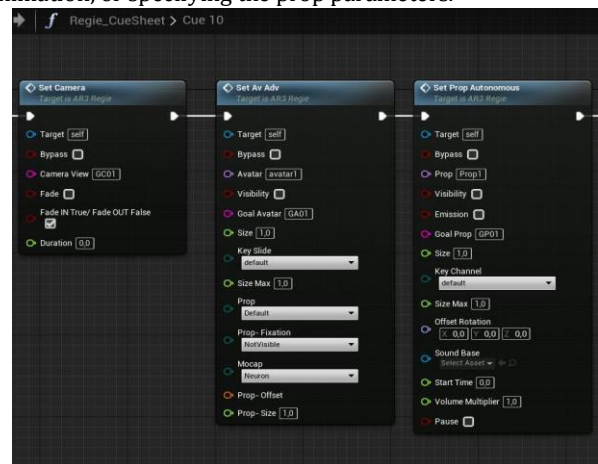 mination, or specifying the prop parameters.
f Regie_CueSheet > Cue 10
Set Camera
Target is AR3 Regie
Target self
Bypass
Camera View GC01
Fade
Fade IN True/ Fade OUT False
Duration 0,0
Set Av Adv
Target is AR3 Regie
Target self
Bypass
Avatar avatar1
Visibility
Goal Avatar GA01
Size 1,0
Key Slide
default
Size Max 1,0
Prop
Default
Prop- Fixation
NotVisible
Mocap
Neuron
Prop- Offset
Prop- Size 1,0
Set Prop Autonomous
Target is AR3 Regie
Target self
Bypass
Prop Prop1
Visibility
Emission
Goal Prop GP01
Size 1,0
Key Channel
default
Size Max 1,0
Offset Rotation
X 0,0 Y 0,0 Z 0,0
Sound Base
Select Asset
Start Time 0,0
Volume Multiplier 1,0
Pause